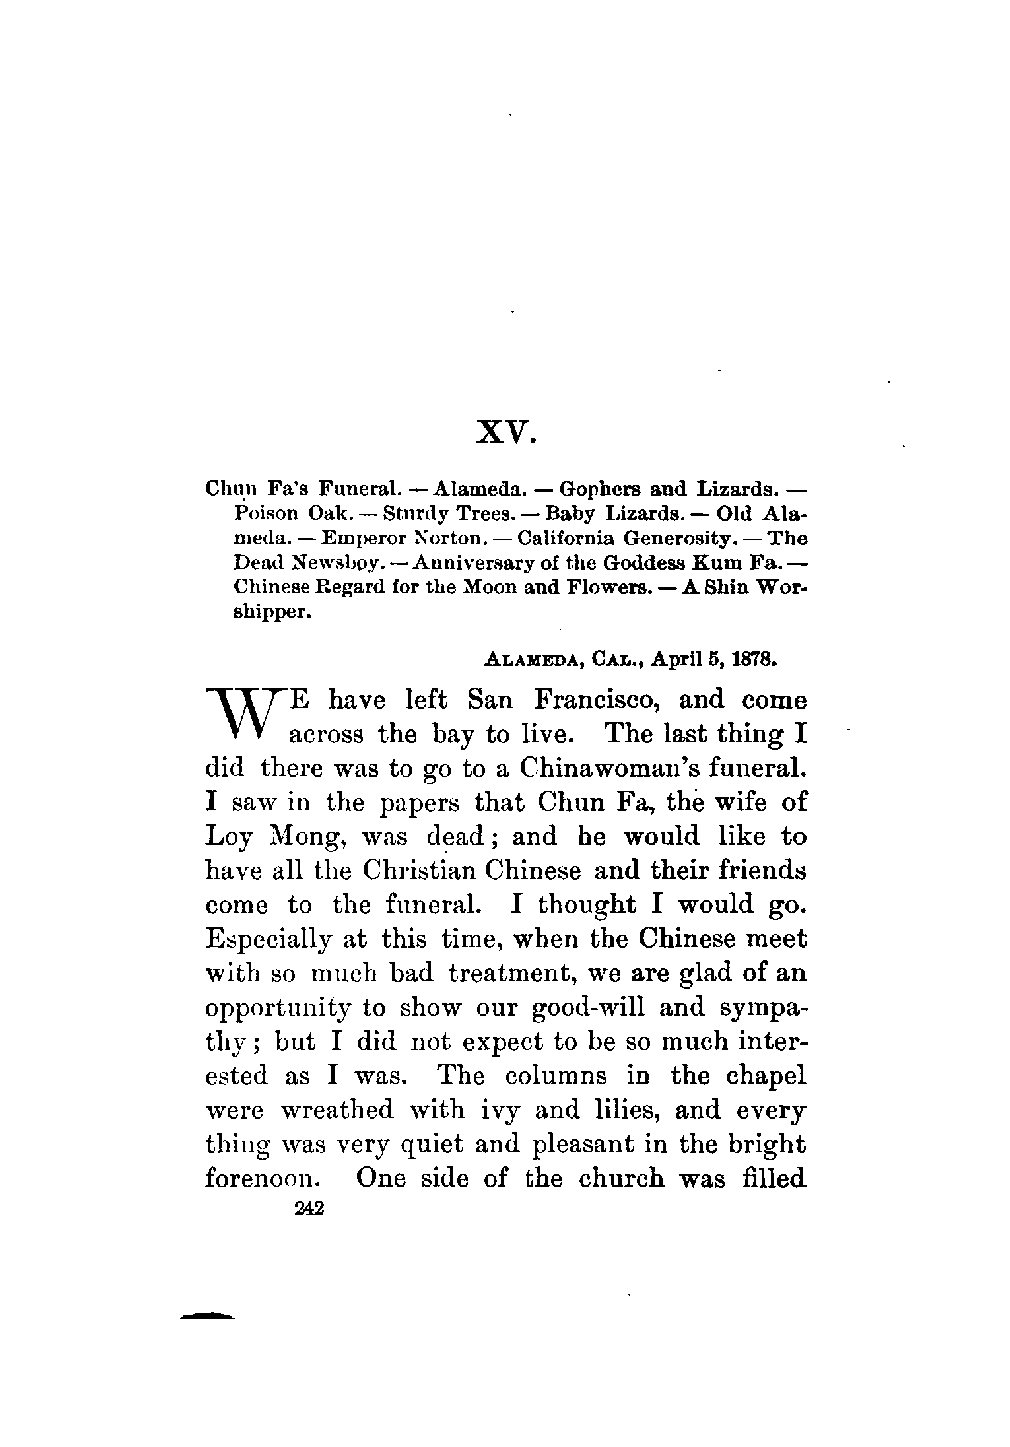 XV.
Chun Fa's Funeral. — Alameda. — Gophers and Lizards. —
Poison Oak. — Sturdy Trees. — Baby Lizards. — Old Ala-
meda. — Emperor Norton. — California Generosity. — The
Dead Newsboy. — Anniversary of the Goddess Kum Fa. —
Chinese Regard for the Moon and Flowers. — A Shin Wor-
shipper.
ALAMEDA, CAL., April 5, 1878.
WE have left San Francisco, and come
across the bay to live. The last thing I
did there was to go to a Chinawoman's funeral.
I saw in the papers that Chun Fa, the wife of
Loy Mong, was dead; and he would like to
have all the Christian Chinese and their friends
come to the funeral. I thought I would go.
Especially at this time, when the Chinese meet
with so much bad treatment, we are glad of an
opportunity to show our good-will and sympa-
thy; but I did not expect to be so much inter-
ested as I was. The columns in the chapel
were wreathed with ivy and lilies, and every
thing was very quiet and pleasant in the bright
forenoon. One side of the church was filled
242